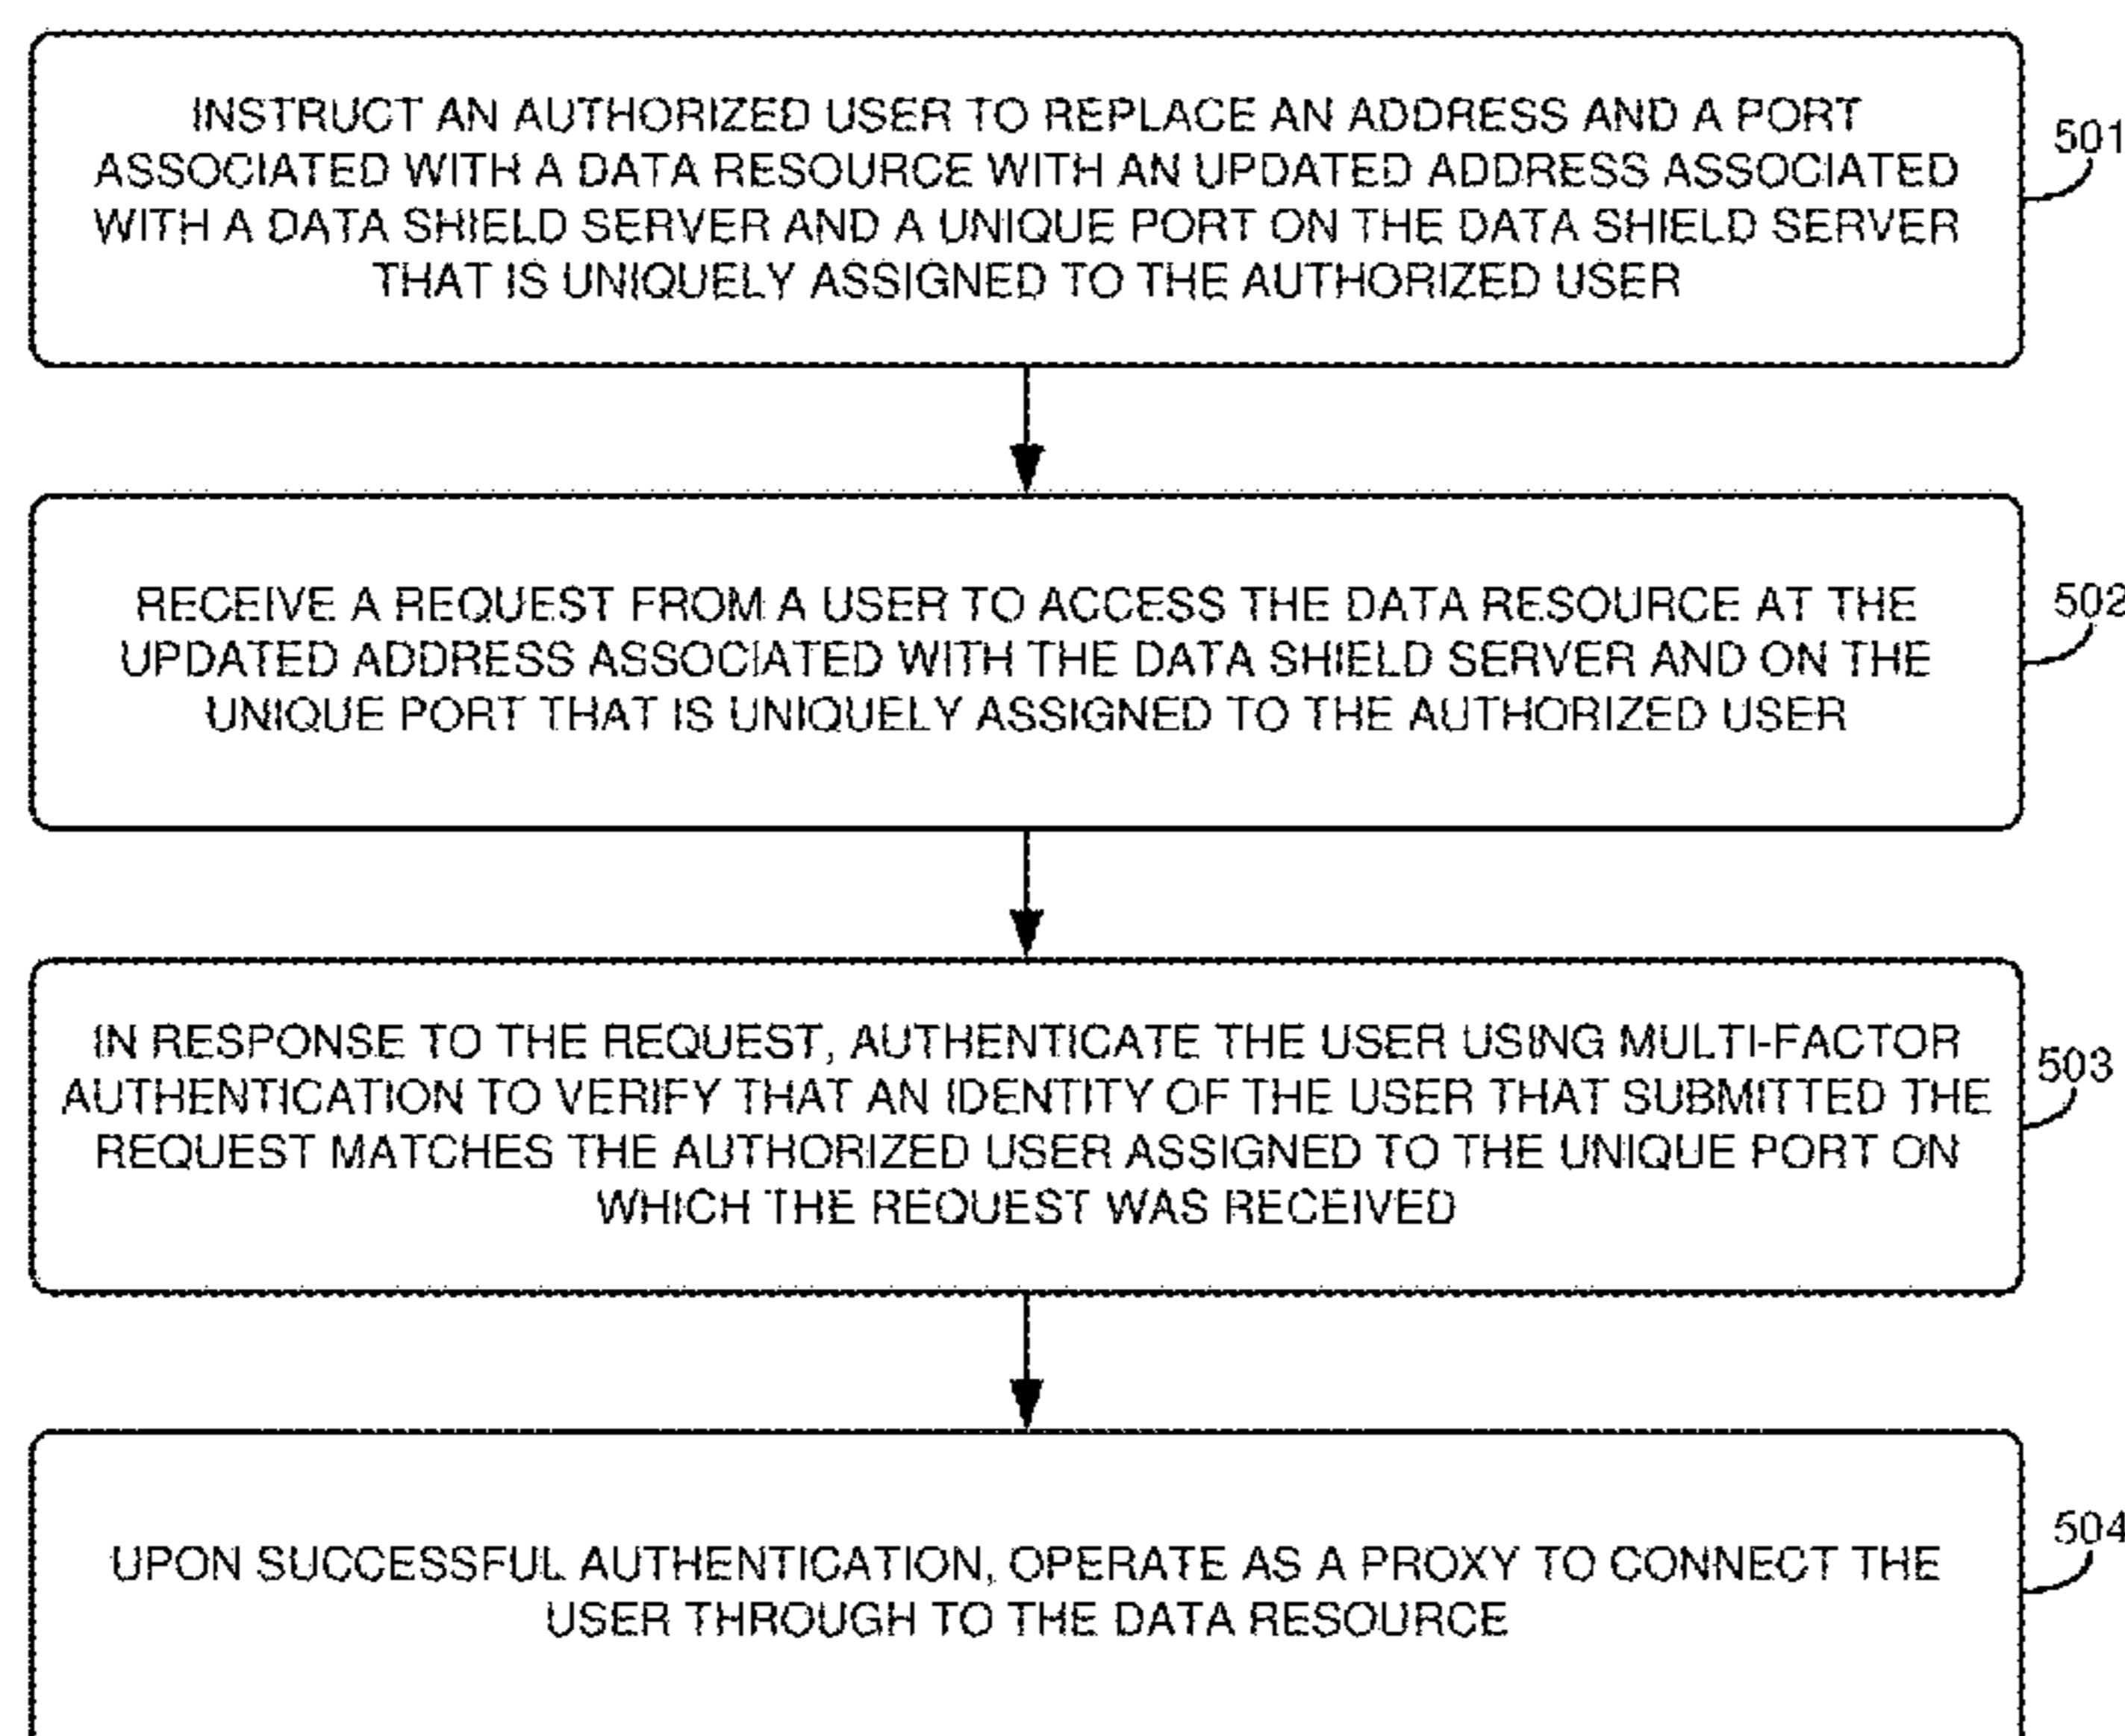 INSTRUCT AN AUTHORIZED USER TO REPLACE AN ADDRESS AND A PORT
ASSOCIATED WITH A DATA RESOURCE WITH AN UPDATED ADDRESS ASSOCIATED
WITH A DATA SHIELD SERVER AND A UNIQUE PORT ON THE DATA SHIELD SERVER
THAT IS UNIQUELY ASSIGNED TO THE AUTHORIZED USER
501
RECEIVE A REQUEST FROM A USER TO ACCESS THE DATA RESOURCE AT THE
UPDATED ADDRESS ASSOCIATED WITH THE DATA SHIELD SERVER AND ON THE
UNIQUE PORT THAT IS UNIQUELY ASSIGNED TO THE AUTHORIZED USER
502
IN RESPONSE TO THE REQUEST, AUTHENTICATE THE USER USING MULTI-FACTOR
AUTHENTICATION TO VERIFY THAT AN IDENTITY OF THE USER THAT SUBMITTED THE
REQUEST MATCHES THE AUTHORIZED USER ASSIGNED TO THE UNIQUE PORT ON
WHICH THE REQUEST WAS RECEIVED
503
UPON SUCCESSFUL AUTHENTICATION, OPERATE AS A PROXY TO CONNECT THE
USER THROUGH TO THE DATA RESOURCE
504